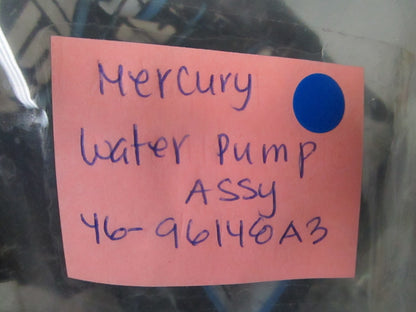 Mercury
Water Pump
ASSY
46-96148A3